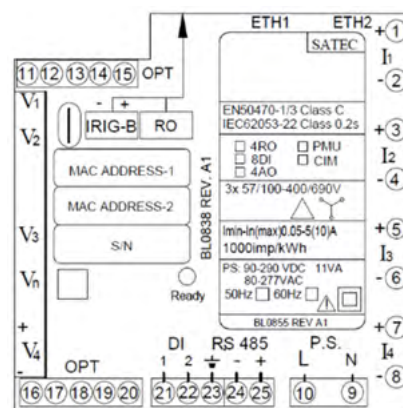 ETH1 ETH2
SATEC
+ 1
I1
- 2
11 12 13 14 15 OPT
V1
- +
IRIG-B RO
EN50470-1/3 Class C
IEC62053-22 Class 0.2s
+ 3
V2
4RO PMU
8DI CIM
4AO
I2
- 4
MAC ADDRESS-1
MAC ADDRESS-2
S/N
BL0838 REV. A1
3x 57/100-400/690V
V3
Imin-In(max)0.05-5(10)A
1000imp/kWh
+ 5
I3
- 6
Vn
Ready
PS: 90-290 VDC 11VA
80-277VAC
50Hz 60Hz
BL0855 REV A1
+ 7
+
V4
-
I4
- 8
OPT
DI RS 485 P.S.
1 2 - + L N
16 17 18 19 20 21 22 23 24 25 10 9